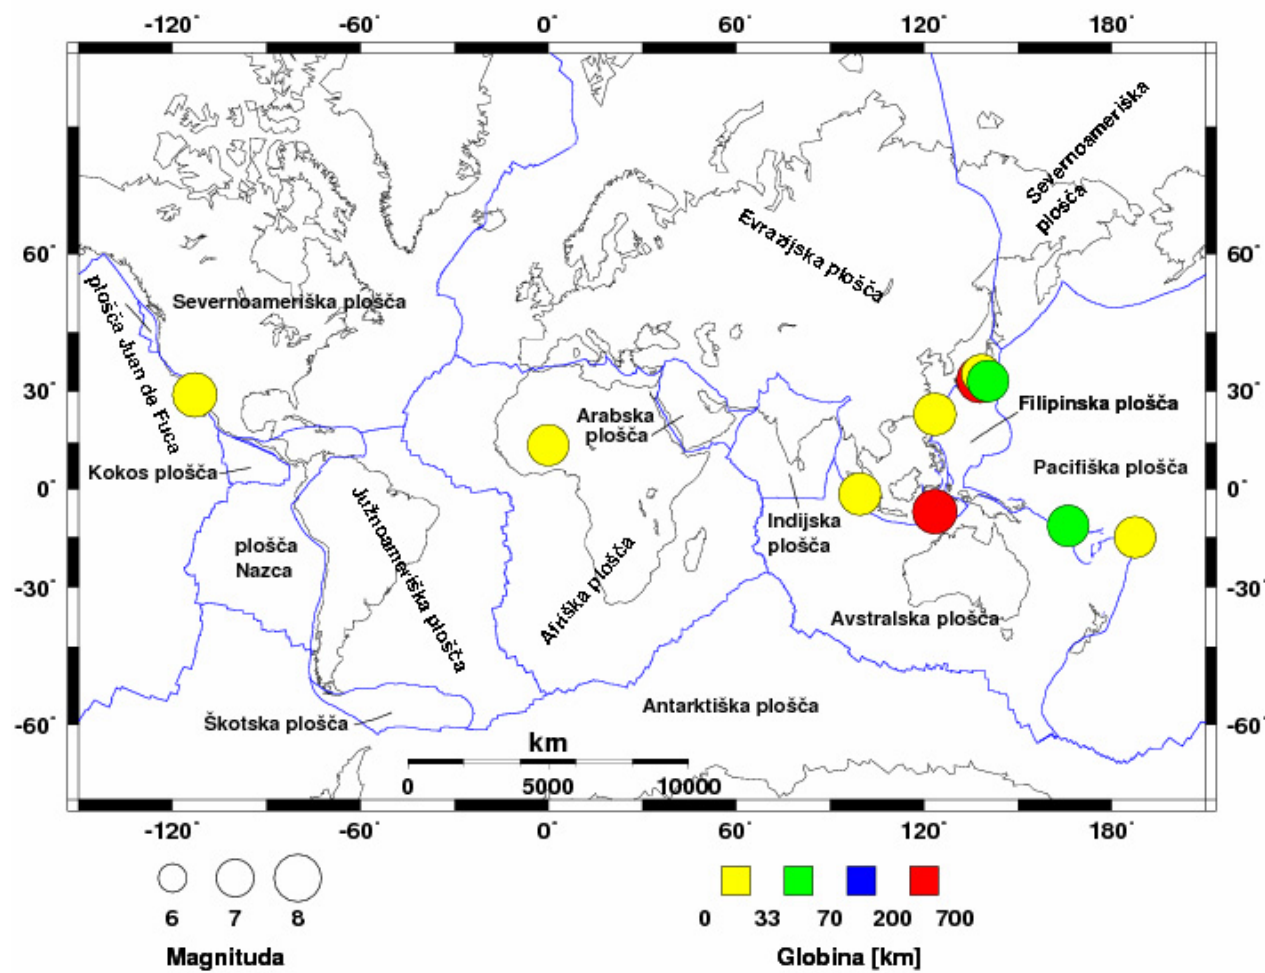 -120° -60° 0° 60° 120° 180°
60° 60°
30° 30°
0° 0°
-30° -30°
-60° -60°
Severnoameriška
plošča
Evrazijska plošča
Severnoameriška plošča
plošča Juan de Fuca
Arabska
plošča
Filipinska plošča
Kokos plošča
Pacifiška plošča
Južnoameriška plošča
Indijska
plošča
plošča
Nazca
Afriška plošča
Avstralska plošča
Antarktiška plošča
Škotska plošča
km
0 5000 10000
-120° -60° 0° 60° 120° 180°
6 7 8
Magnituda
0 33 70 200 700
Globina [km]